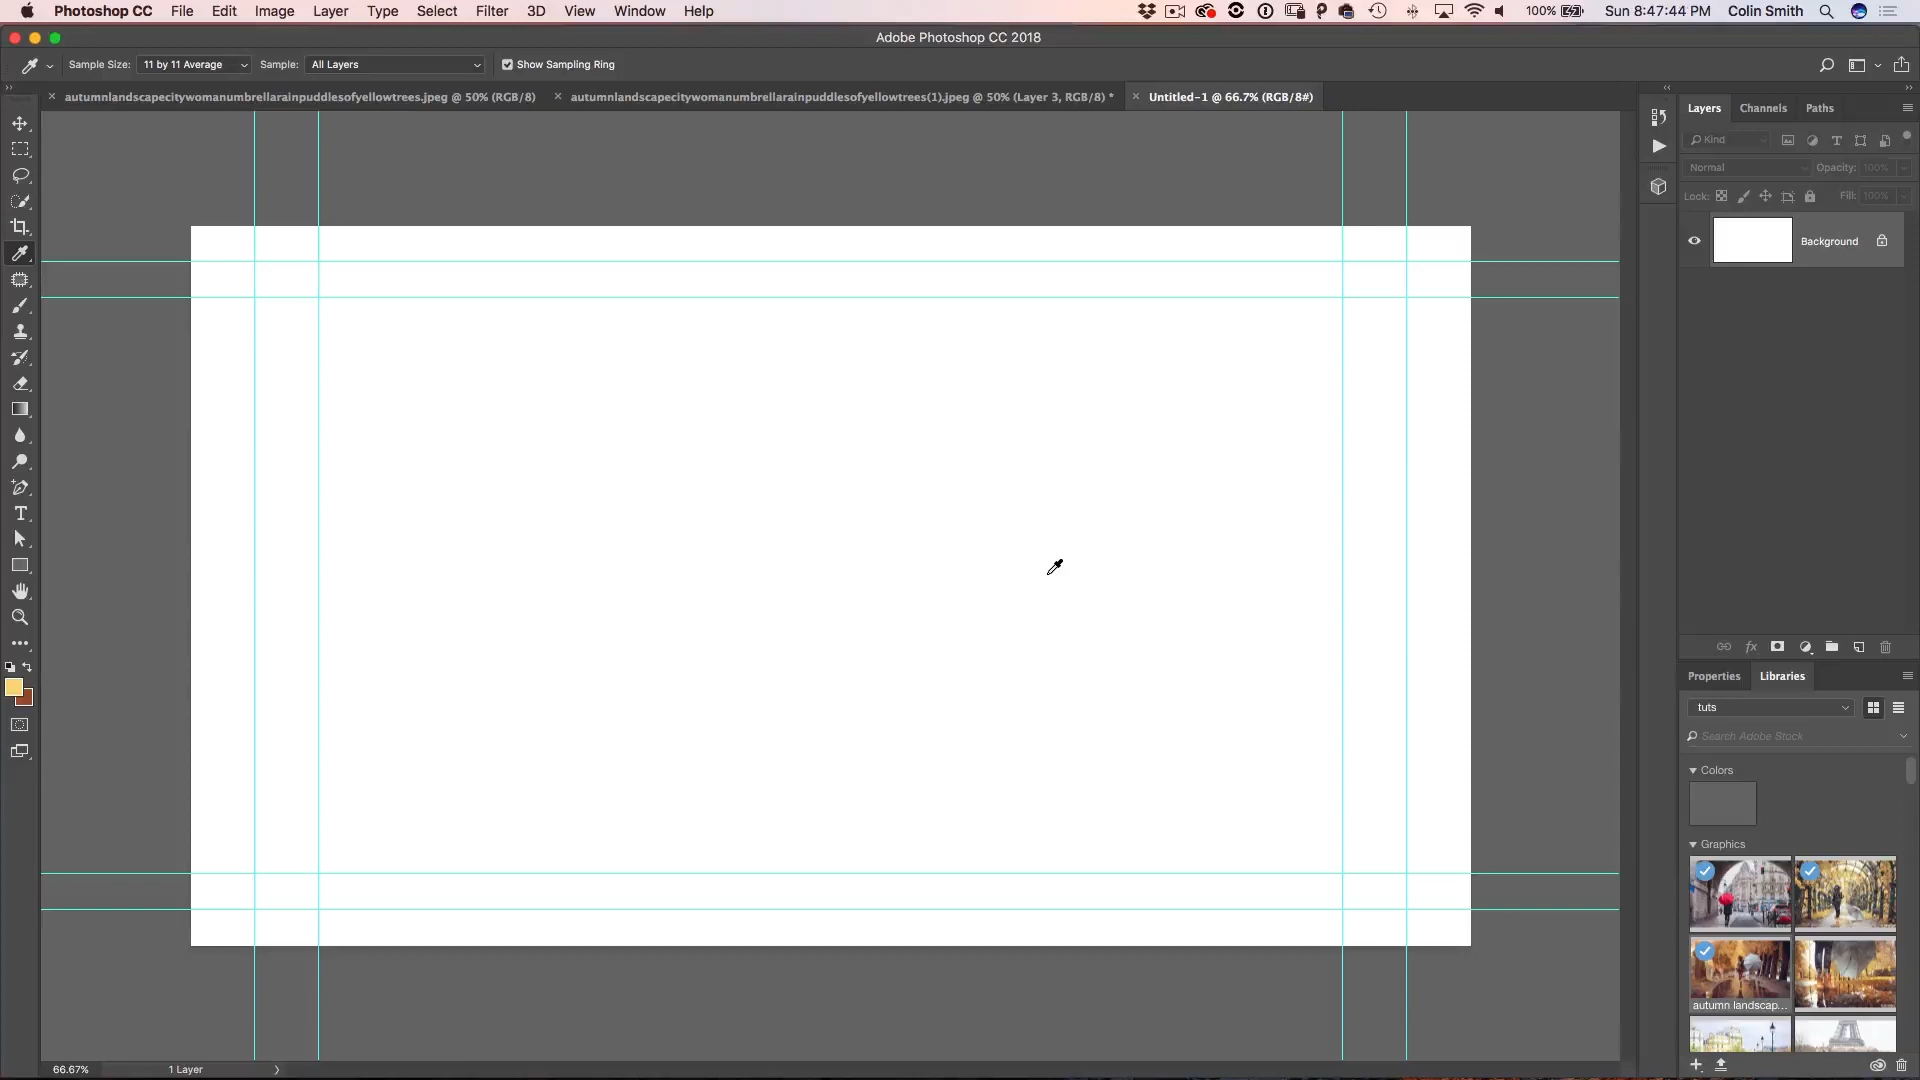 Photoshop CC File Edit Image Layer Type Select Filter 3D View Window Help 100% Sun 8:47:44 PM Colin Smith
Adobe Photoshop CC 2018
Sample Size: 11 by 11 Average Sample: All Layers Show Sampling Ring
autumnlandscapecitywomanumbrellarainpuddlesofyellowtrees.jpeg @ 50% (RGB/8) autumnlandscapecitywomanumbrellarainpuddlesofyellowtrees(1).jpeg @ 50% (Layer 3, RGB/8) * Untitled-1 @ 66.7% (RGB/8#)
Layers Channels Paths
Kind
Normal Opacity: 100%
Lock: Fill: 100%
Background
Properties Libraries
tuts
Search Adobe Stock
Colors
Graphics
autumn landscap...
66.67% 1 Layer